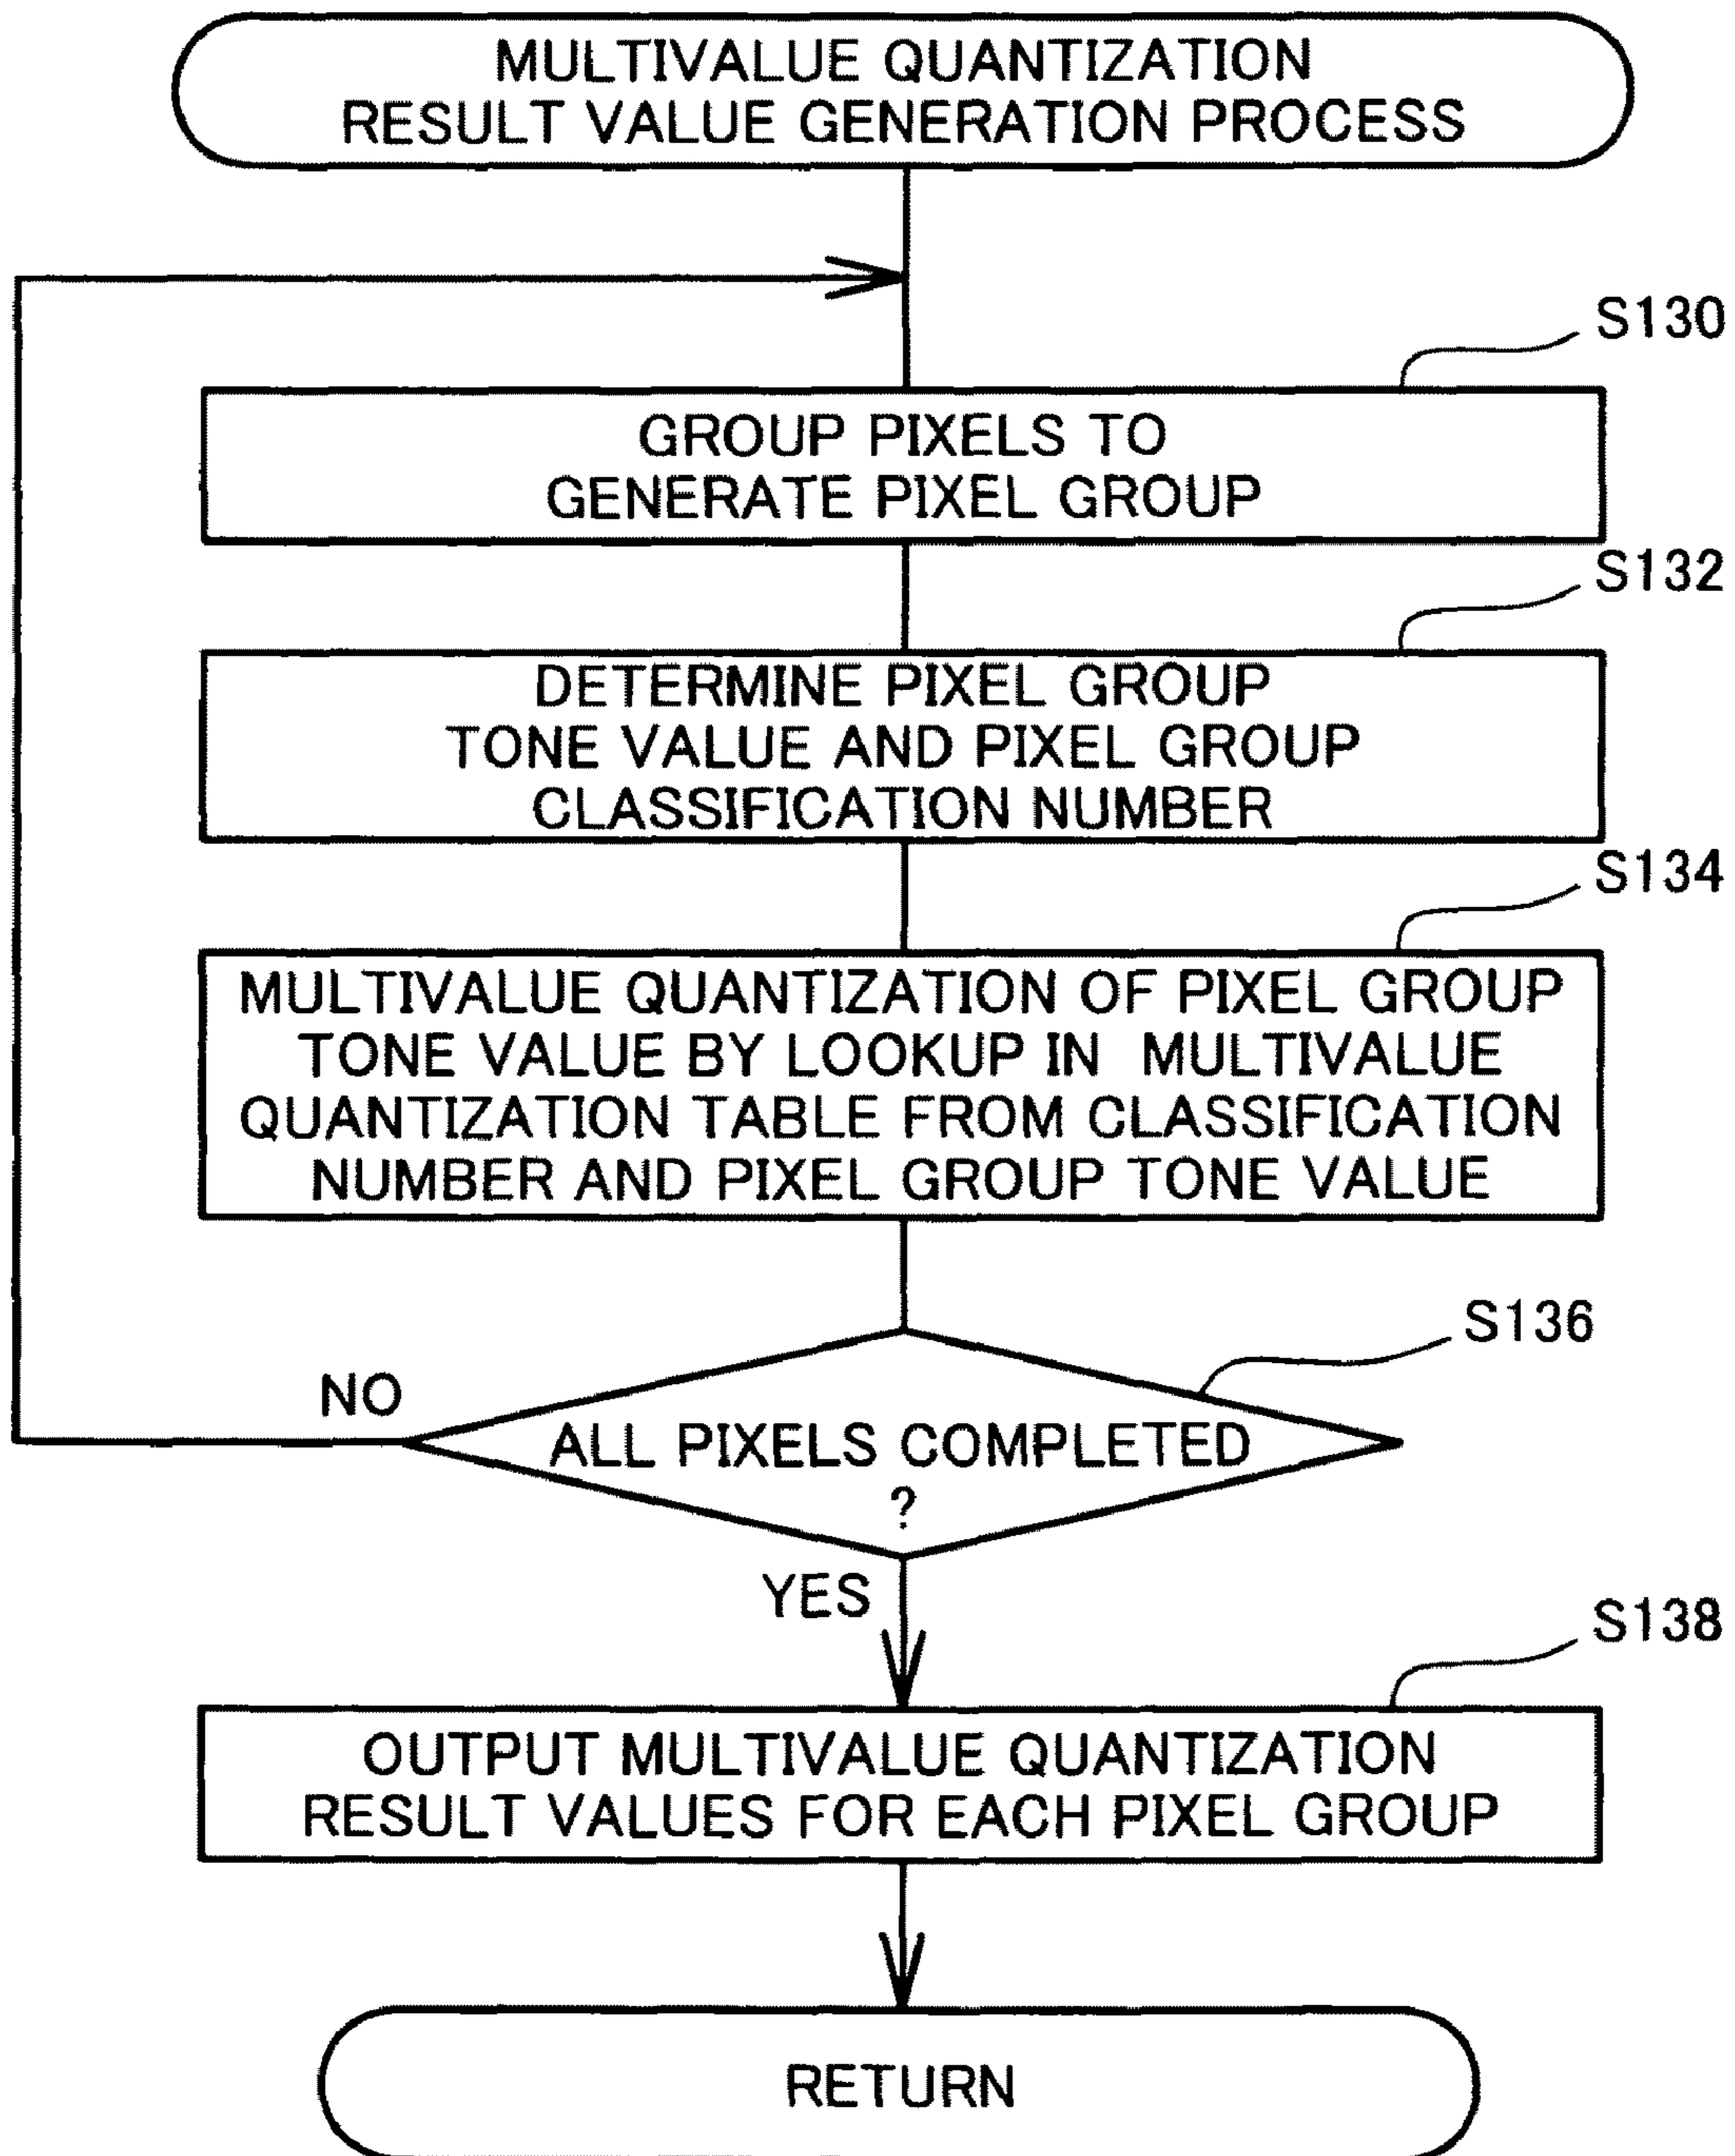 MULTIVALUE QUANTIZATION
RESULT VALUE GENERATION PROCESS
S130
GROUP PIXELS TO
GENERATE PIXEL GROUP
S132
DETERMINE PIXEL GROUP
TONE VALUE AND PIXEL GROUP
CLASSIFICATION NUMBER
S134
MULTIVALUE QUANTIZATION OF PIXEL GROUP
TONE VALUE BY LOOKUP IN MULTIVALUE
QUANTIZATION TABLE FROM CLASSIFICATION
NUMBER AND PIXEL GROUP TONE VALUE
S136
NO
ALL PIXELS COMPLETED
?
YES
S138
OUTPUT MULTIVALUE QUANTIZATION
RESULT VALUES FOR EACH PIXEL GROUP
RETURN